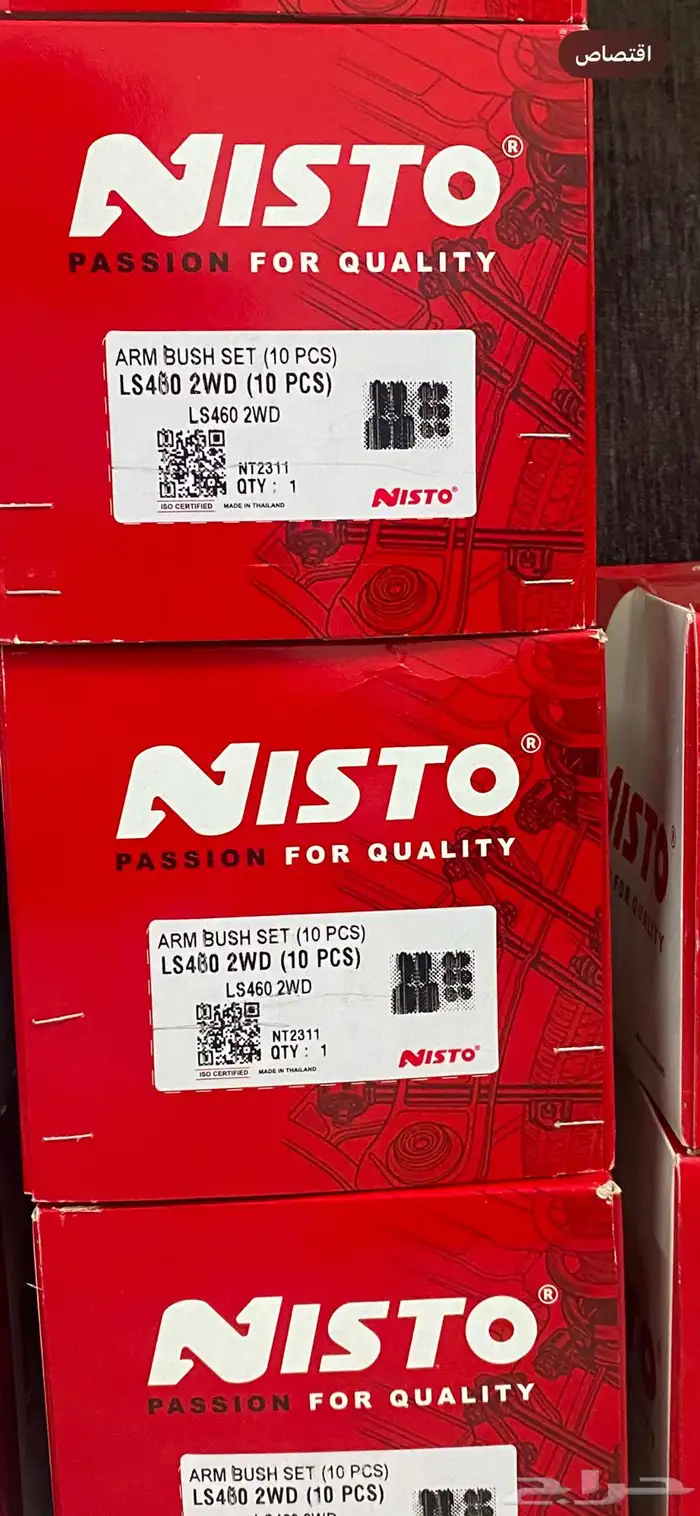 اقتصاص
NISTO®
PASSION FOR QUALITY
ARM BUSH SET (10 PCS)
LS460 2WD (10 PCS)
LS460 2WD
NT2311
QTY : 1
ISO CERTIFIED MADE IN THAILAND
NISTO®
NISTO®
PASSION FOR QUALITY
ARM BUSH SET (10 PCS)
LS460 2WD (10 PCS)
LS460 2WD
NT2311
QTY : 1
ISO CERTIFIED MADE IN THAILAND
NISTO®
NISTO®
FOR QUALITY
NISTO®
PASSION FOR QUALITY
ARM BUSH SET (10 PCS)
LS460 2WD (10 PCS)
حراج